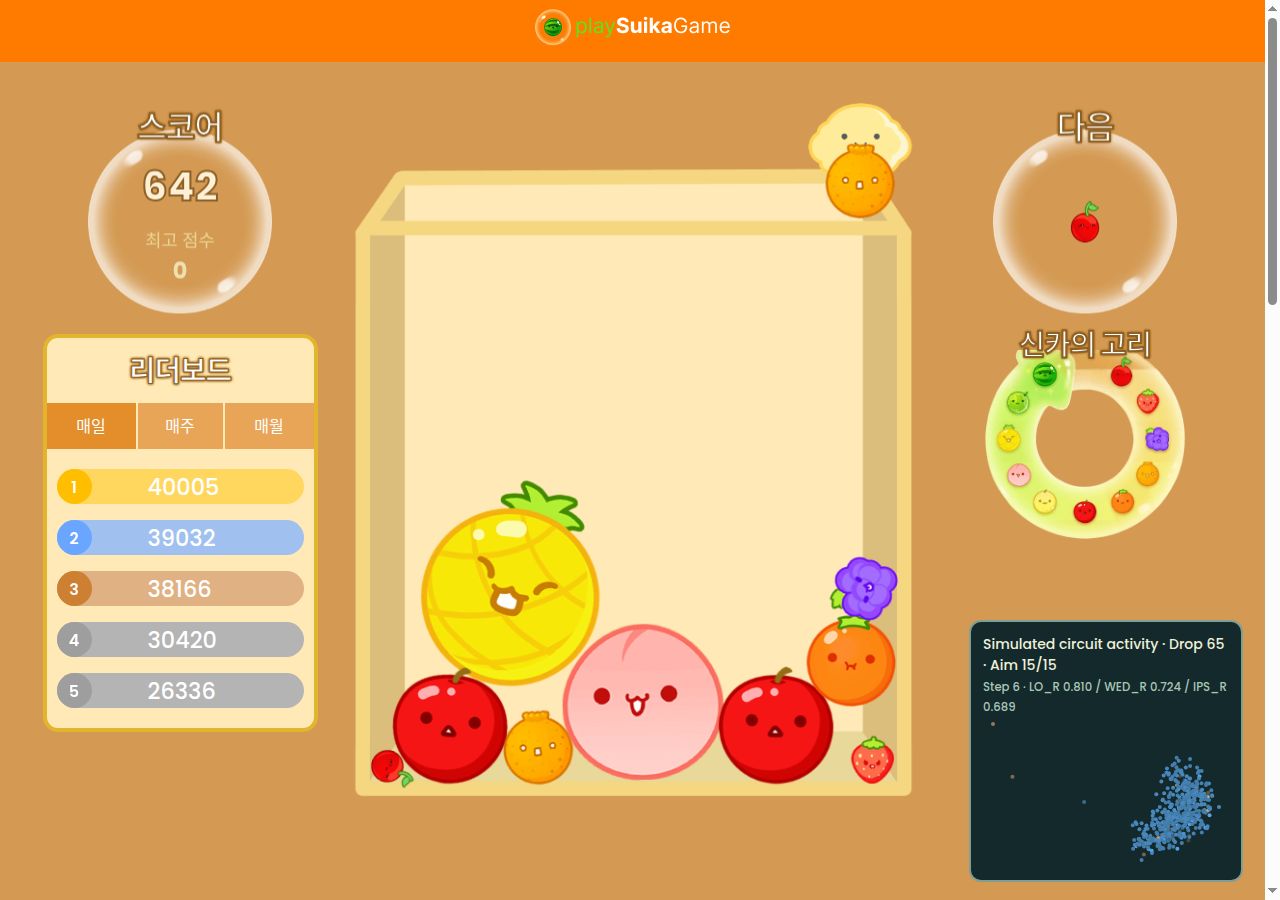 playSuikaGame
스코어
642
최고 점수
0
다음
신카의 고리
리더보드
매일 매주 매월
1 40005
2 39032
3 38166
4 30420
5 26336
Simulated circuit activity · Drop 65
· Aim 15/15
Step 6 · LO_R 0.810 / WED_R 0.724 / IPS_R
0.689